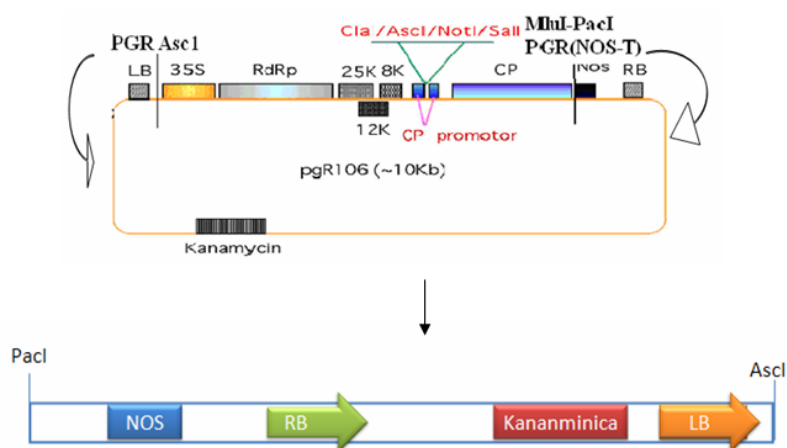 Cla /AscI/NotI/SalI
MluI-PacI
PGR Asc1
PGR(NOS-T)
LB 35S RdRp 25K 8K CP NOS RB
12K CP promotor
pgR106 (~10Kb)
Kanamycin
PacI
AscI
NOS RB Kananminica LB